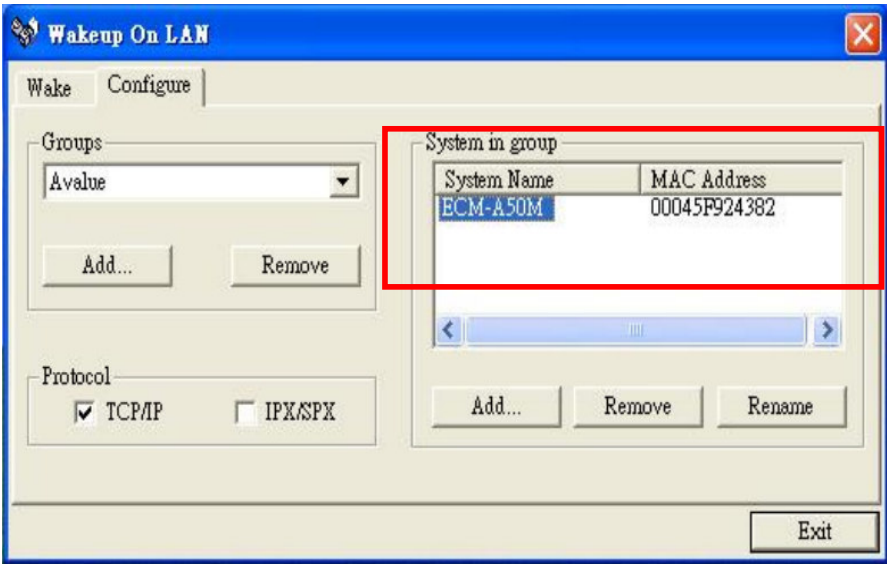 Wakeup On LAN
Wake
Configure
Groups
Avalue
Add...
Remove
Protocol
TCP/IP
IPX/SPX
System in group
System Name MAC Address
ECM-A50M 00045F924382
Add...
Remove
Rename
Exit